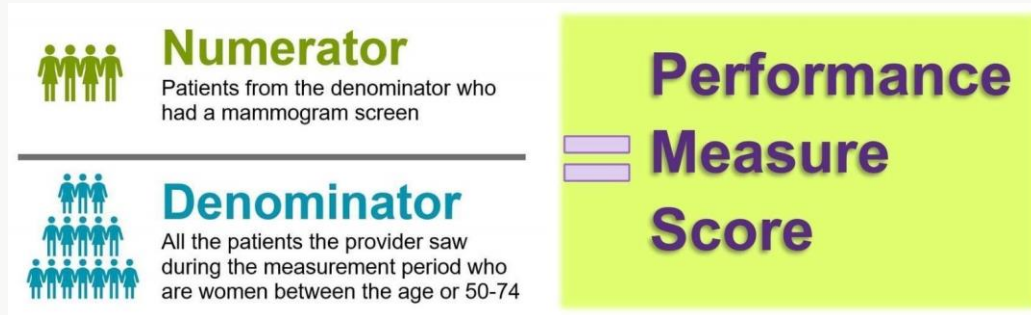 Numerator
Patients from the denominator who
had a mammogram screen
Denominator
All the patients the provider saw
during the measurement period who
are women between the age or 50-74
=
Performance
Measure
Score